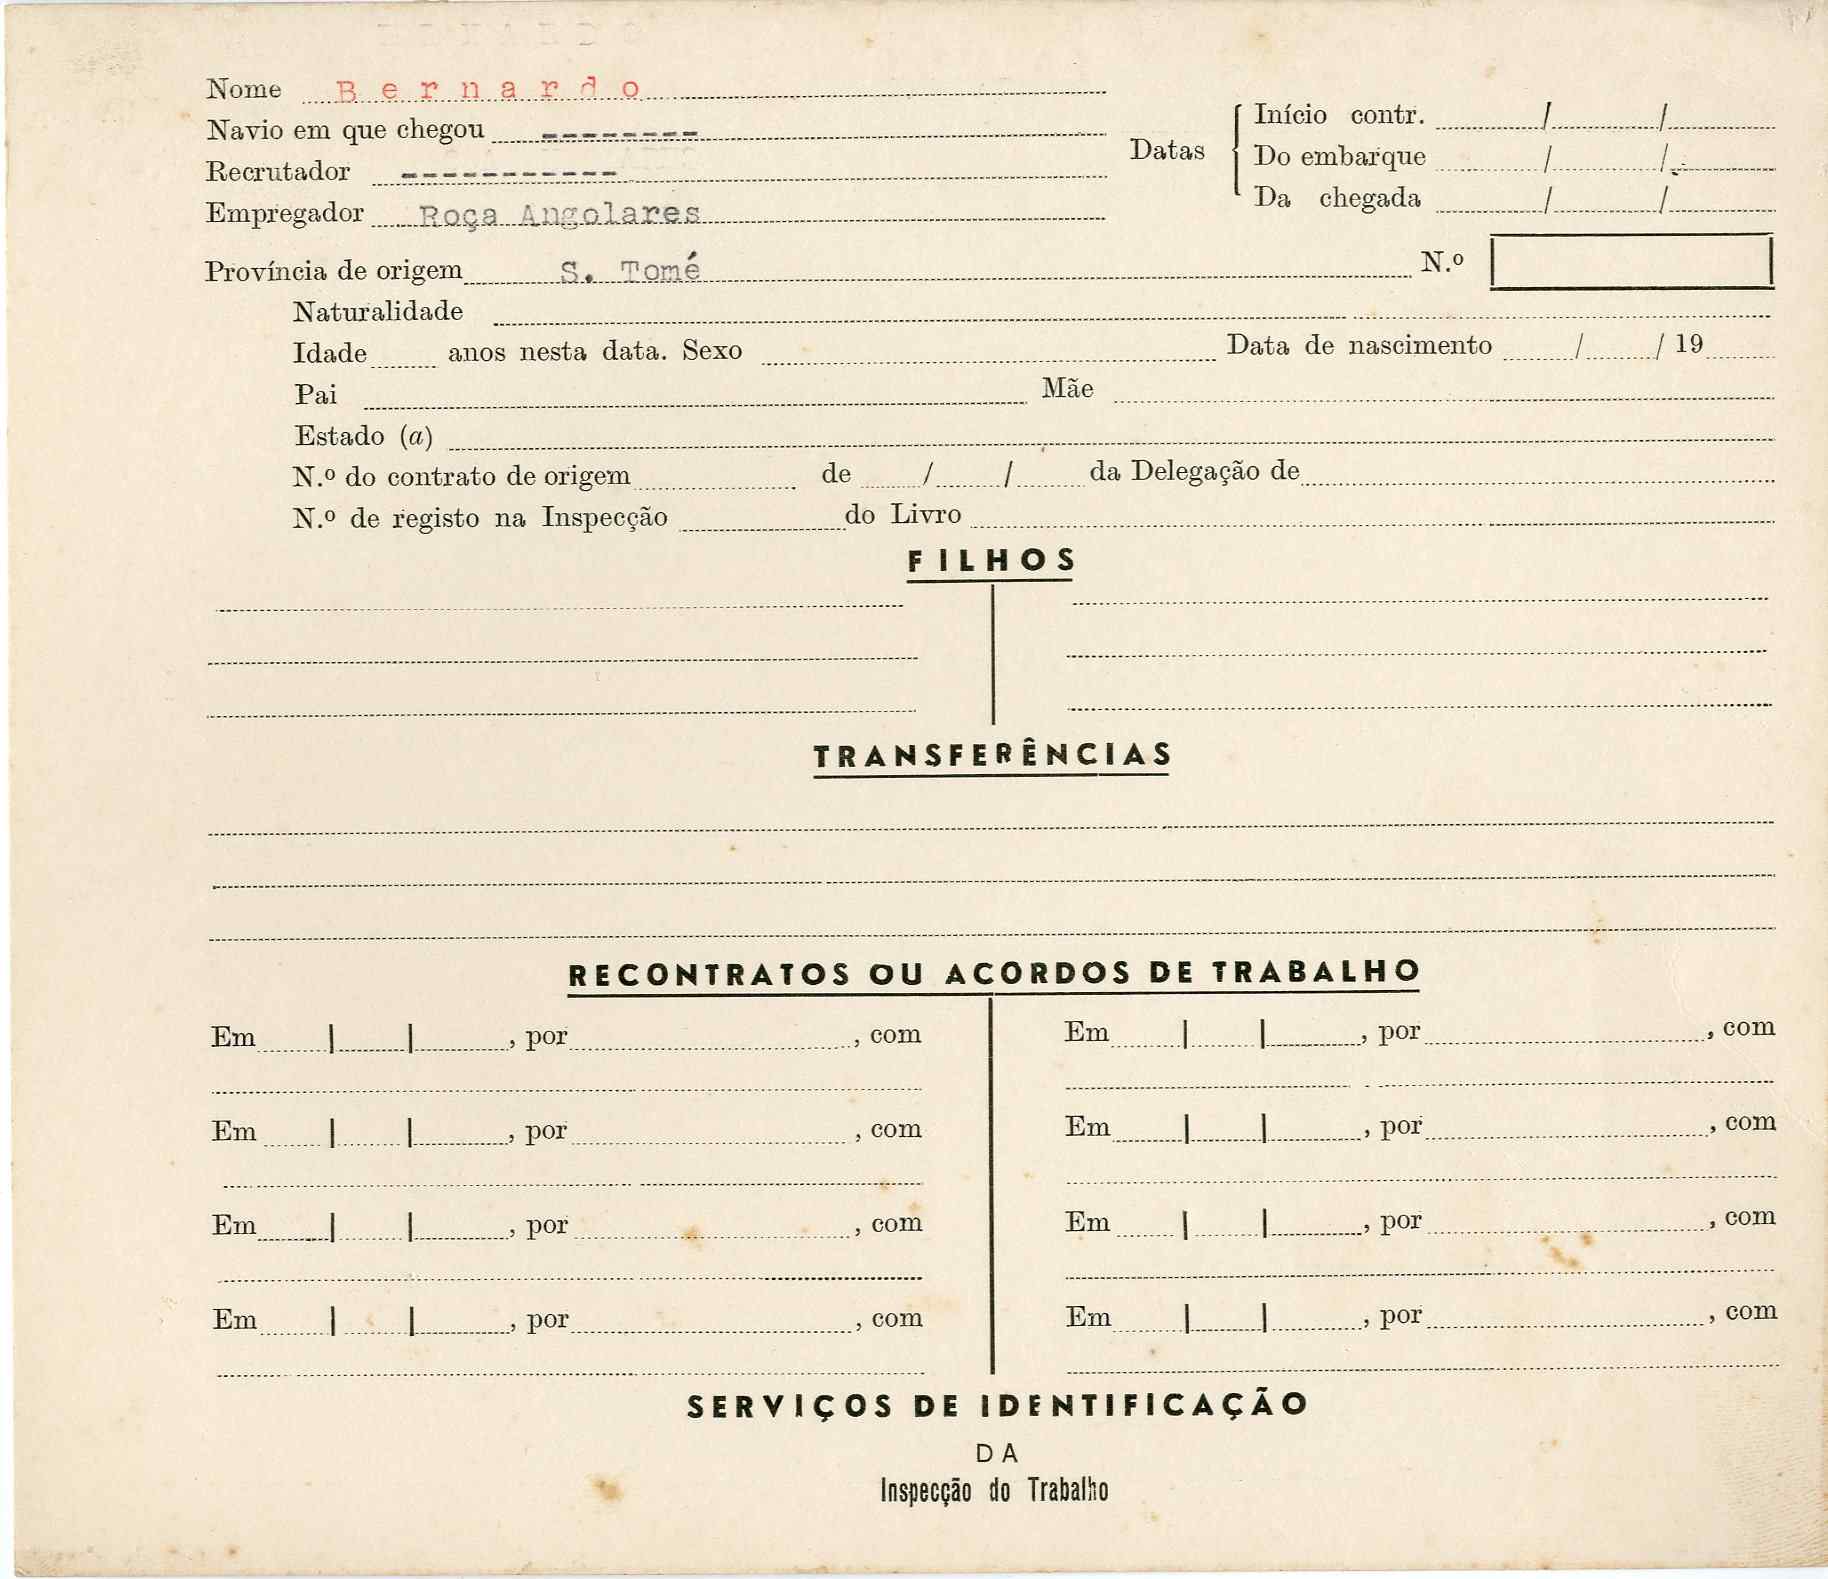 Nome Bernardo
Navio em que chegou --------
Recrutador -----------
Empregador Roça Angolares
Datas
Início contr. / /
Do embarque / /
Da chegada / /
Província de origem S. Tomé N.º
Naturalidade
Idade anos nesta data. Sexo Data de nascimento / / 19
Pai Mãe
Estado (a)
N.º do contrato de origem de / / da Delegação de
N.º de registo na Inspecção do Livro
FILHOS
TRANSFERÊNCIAS
RECONTRATOS OU ACORDOS DE TRABALHO
Em | | , por , com Em | | , por , com
Em | | , por , com Em | | , por , com
Em | | , por , com Em | | , por , com
Em | | , por , com Em | | , por , com
SERVIÇOS DE IDENTIFICAÇÃO
DA
Inspecção do Trabalho